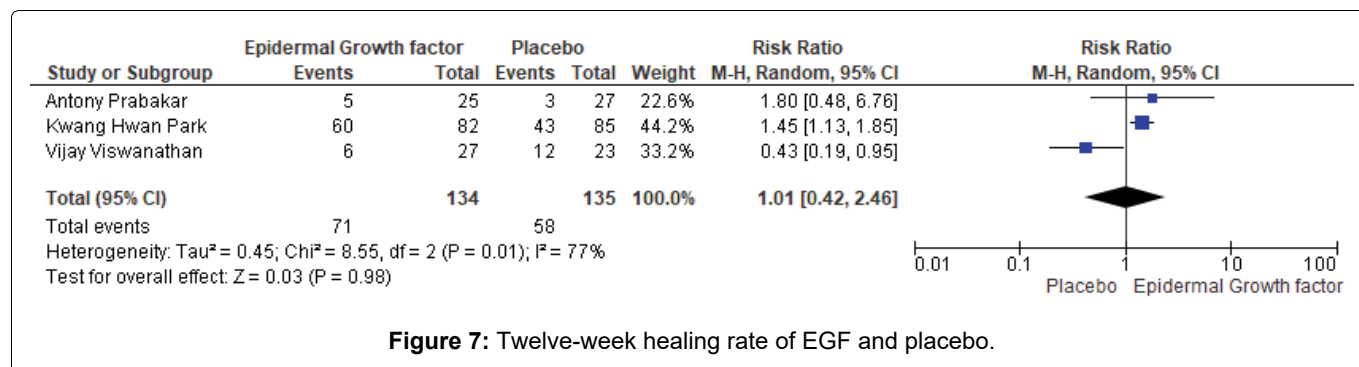 Epidermal Growth factor Placebo Risk Ratio Risk Ratio
Study or Subgroup Events Total Events Total Weight M-H, Random, 95% CI M-H, Random, 95% CI
Antony Prabakar 5 25 3 27 22.6% 1.80 [0.48, 6.76]
Kwang Hwan Park 60 82 43 85 44.2% 1.45 [1.13, 1.85]
Vijay Viswanathan 6 27 12 23 33.2% 0.43 [0.19, 0.95]
Total (95% CI) 134 135 100.0% 1.01 [0.42, 2.46]
Total events 71 58
Heterogeneity: Tau² = 0.45; Chi² = 8.55, df = 2 (P = 0.01); I² = 77%
Test for overall effect: Z = 0.03 (P = 0.98)
0.01 0.1 1 10 100
Placebo Epidermal Growth factor
Figure 7: Twelve-week healing rate of EGF and placebo.